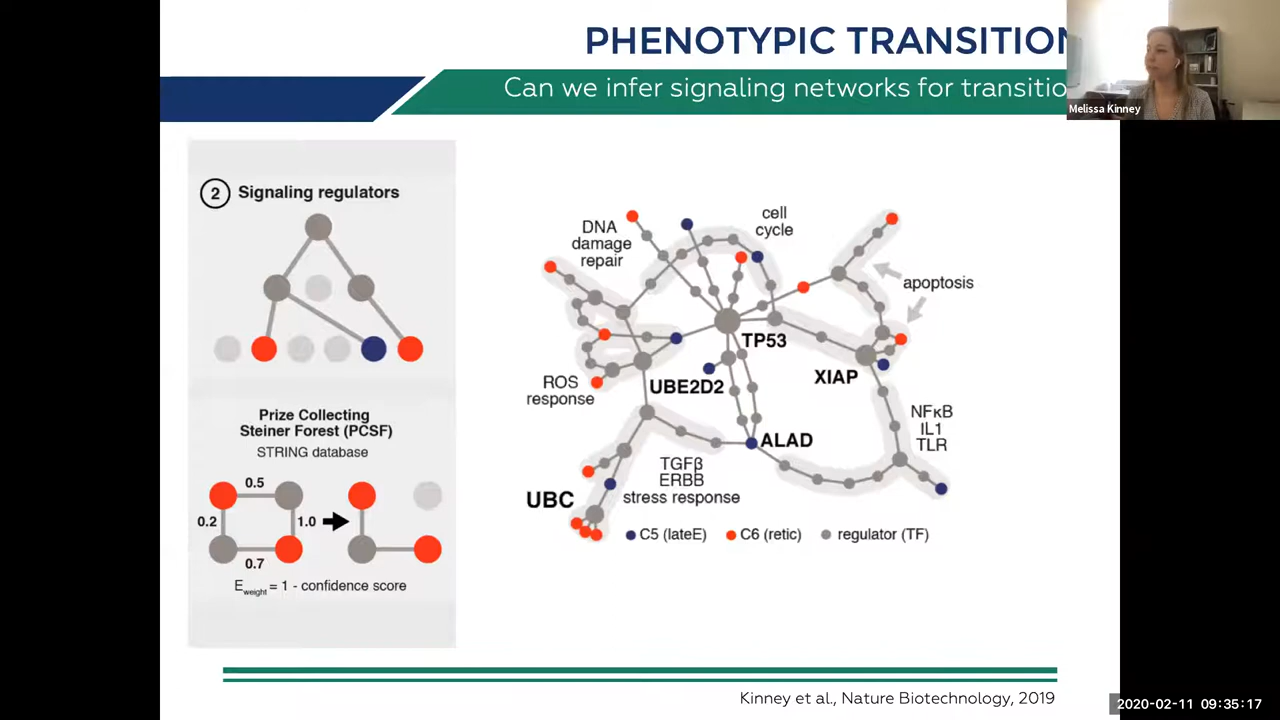 PHENOTYPIC TRANSITION
Can we infer signaling networks for transitio
Melissa Kinney
2 Signaling regulators
Prize Collecting
Steiner Forest (PCSF)
STRING database
0.5
0.2
1.0
0.7
Eweight = 1 - confidence score
DNA
damage
repair
cell
cycle
apoptosis
TP53
XIAP
UBE2D2
ROS
response
NFκB
IL1
TLR
ALAD
TGFβ
ERBB
stress response
UBC
C5 (lateE)
C6 (retic)
regulator (TF)
Kinney et al., Nature Biotechnology, 2019
2020-02-11 09:35:17